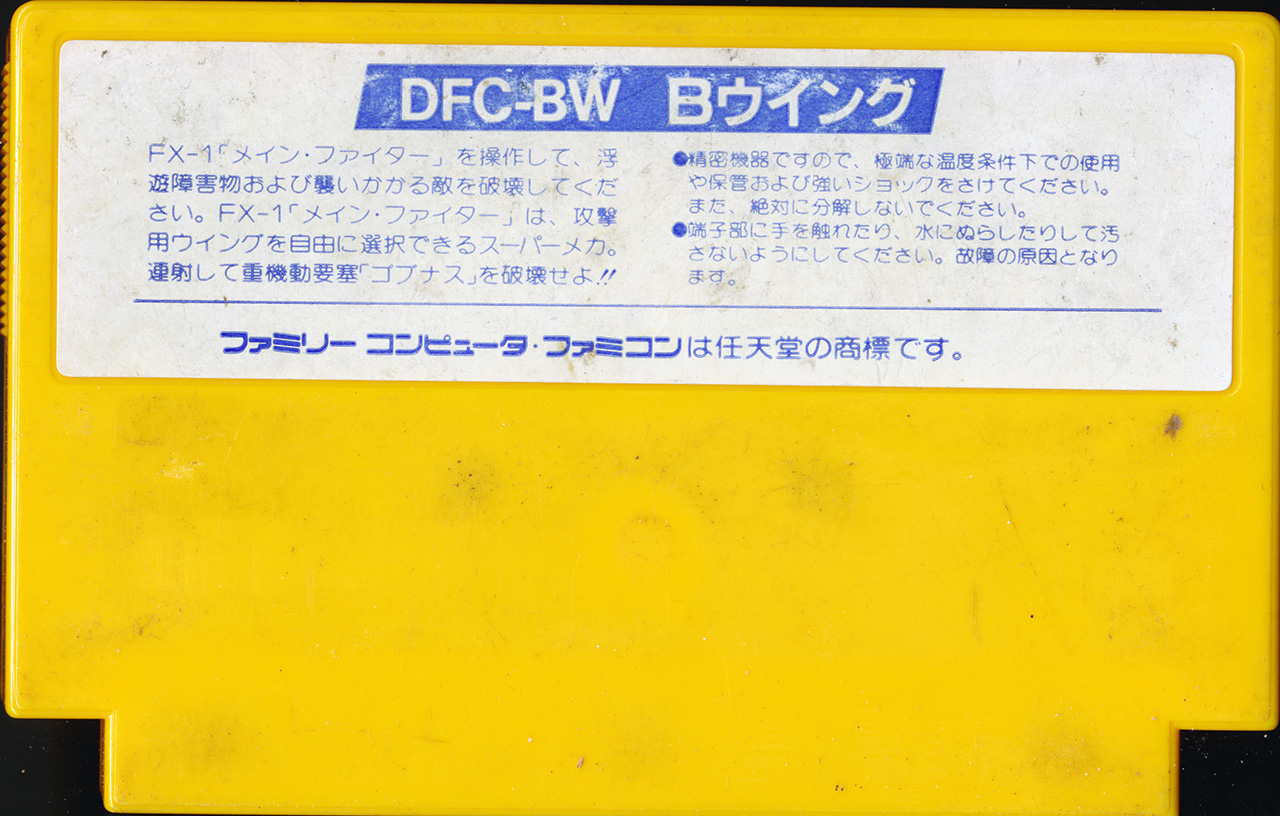 DFC-BW Bウイング
FX-1「メイン・ファイター」を操作して、浮
遊障害物および襲いかかる敵を破壊してくだ
さい。FX-1「メイン・ファイター」は、攻撃
用ウイングを自由に選択できるスーパーメカ。
連射して重機動要塞「ゴブナス」を破壊せよ!!
●精密機器ですので、極端な温度条件下での使用
や保管および強いショックをさけてください。
また、絶対に分解しないでください。
●端子部に手を触れたり、水にぬらしたりして汚
さないようにしてください。故障の原因となり
ます。
ファミリーコンピュータ・ファミコンは任天堂の商標です。